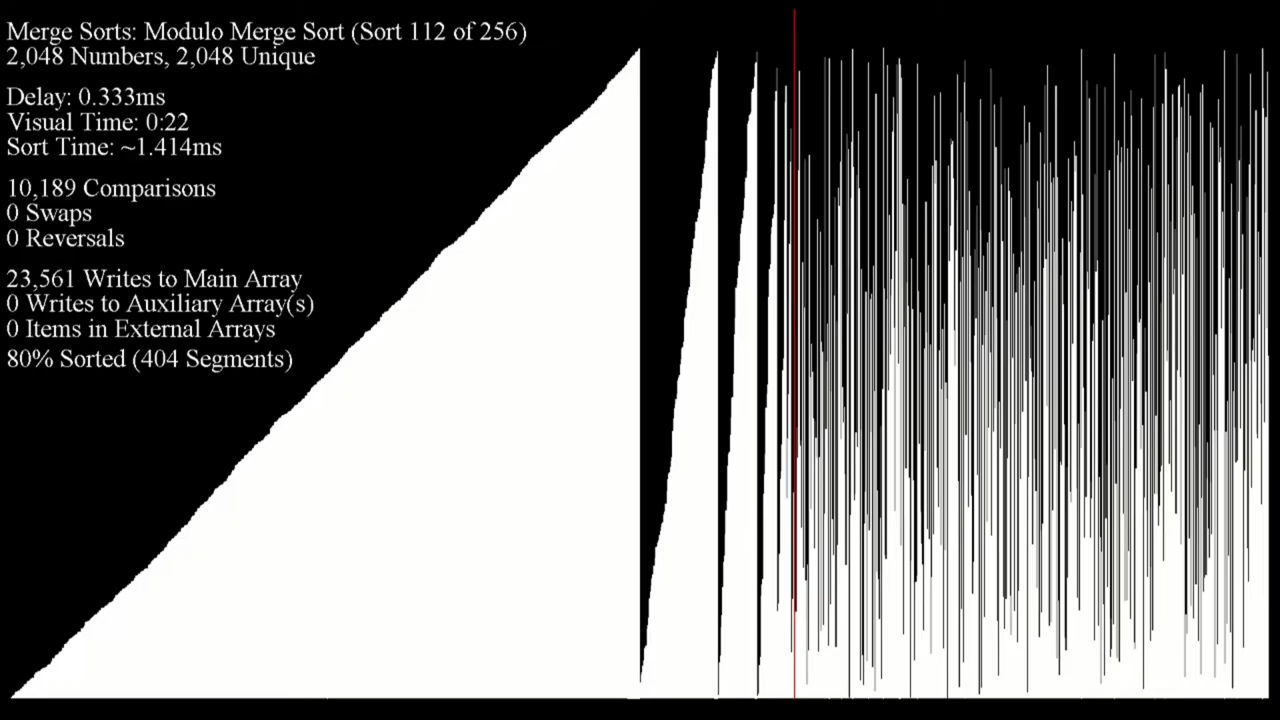 Merge Sorts: Modulo Merge Sort (Sort 112 of 256)
2,048 Numbers, 2,048 Unique
Delay: 0.333ms
Visual Time: 0:22
Sort Time: ~1.414ms
10,189 Comparisons
0 Swaps
0 Reversals
23,561 Writes to Main Array
0 Writes to Auxiliary Array(s)
0 Items in External Arrays
80% Sorted (404 Segments)